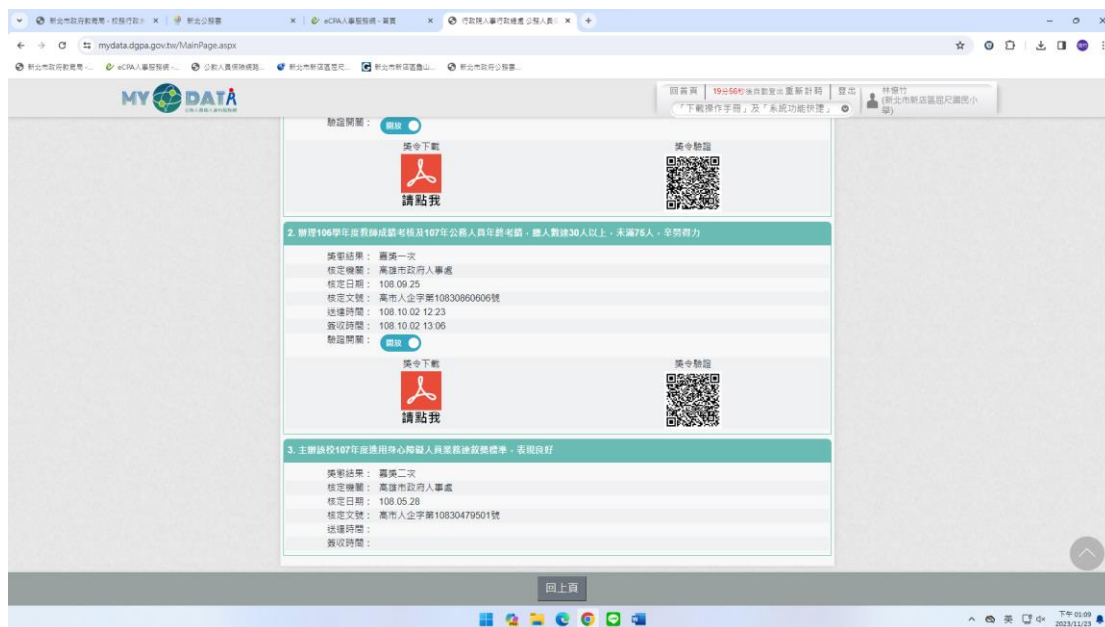 新北市政府教育局 - 校務行政
新北公務雲
eCPA人事服務網 - 首頁
行政院人事行政總處 公務人員
mydata.dgpa.gov.tw/MainPage.aspx
新北市政府教育局 -...
eCPA人事服務網 -...
公教人員保險網路...
新北市新店區屈尺...
新北市新店區龜山...
新北市政府公務雲...
MY DATA
回首頁 19分56秒後自動登出重新計時 登出
「下載操作手冊」及「系統功能快捷」
(新北市新店區屈尺國民小
學)
驗證開關： 開放
獎令下載 獎令驗證
請點我
2. 辦理106學年度教師成績考核及107年公務人員年終考績，總人數達30人以上，未滿75人，辛勞得力
獎懲結果： 嘉獎一次
核定機關： 高雄市政府人事處
核定日期： 108.09.25
核定文號： 高市人企字第10830860606號
送達時間： 108.10.02 12:23
簽收時間： 108.10.02 13:06
驗證開關： 開放
獎令下載 獎令驗證
請點我
3. 主辦該校107年度進用身心障礙人員業務達敘獎標準，表現良好
獎懲結果： 嘉獎二次
核定機關： 高雄市政府人事處
核定日期： 108.05.28
核定文號： 高市人企字第10830479501號
送達時間：
簽收時間：
回上頁
英
下午 01:09
2023/11/23